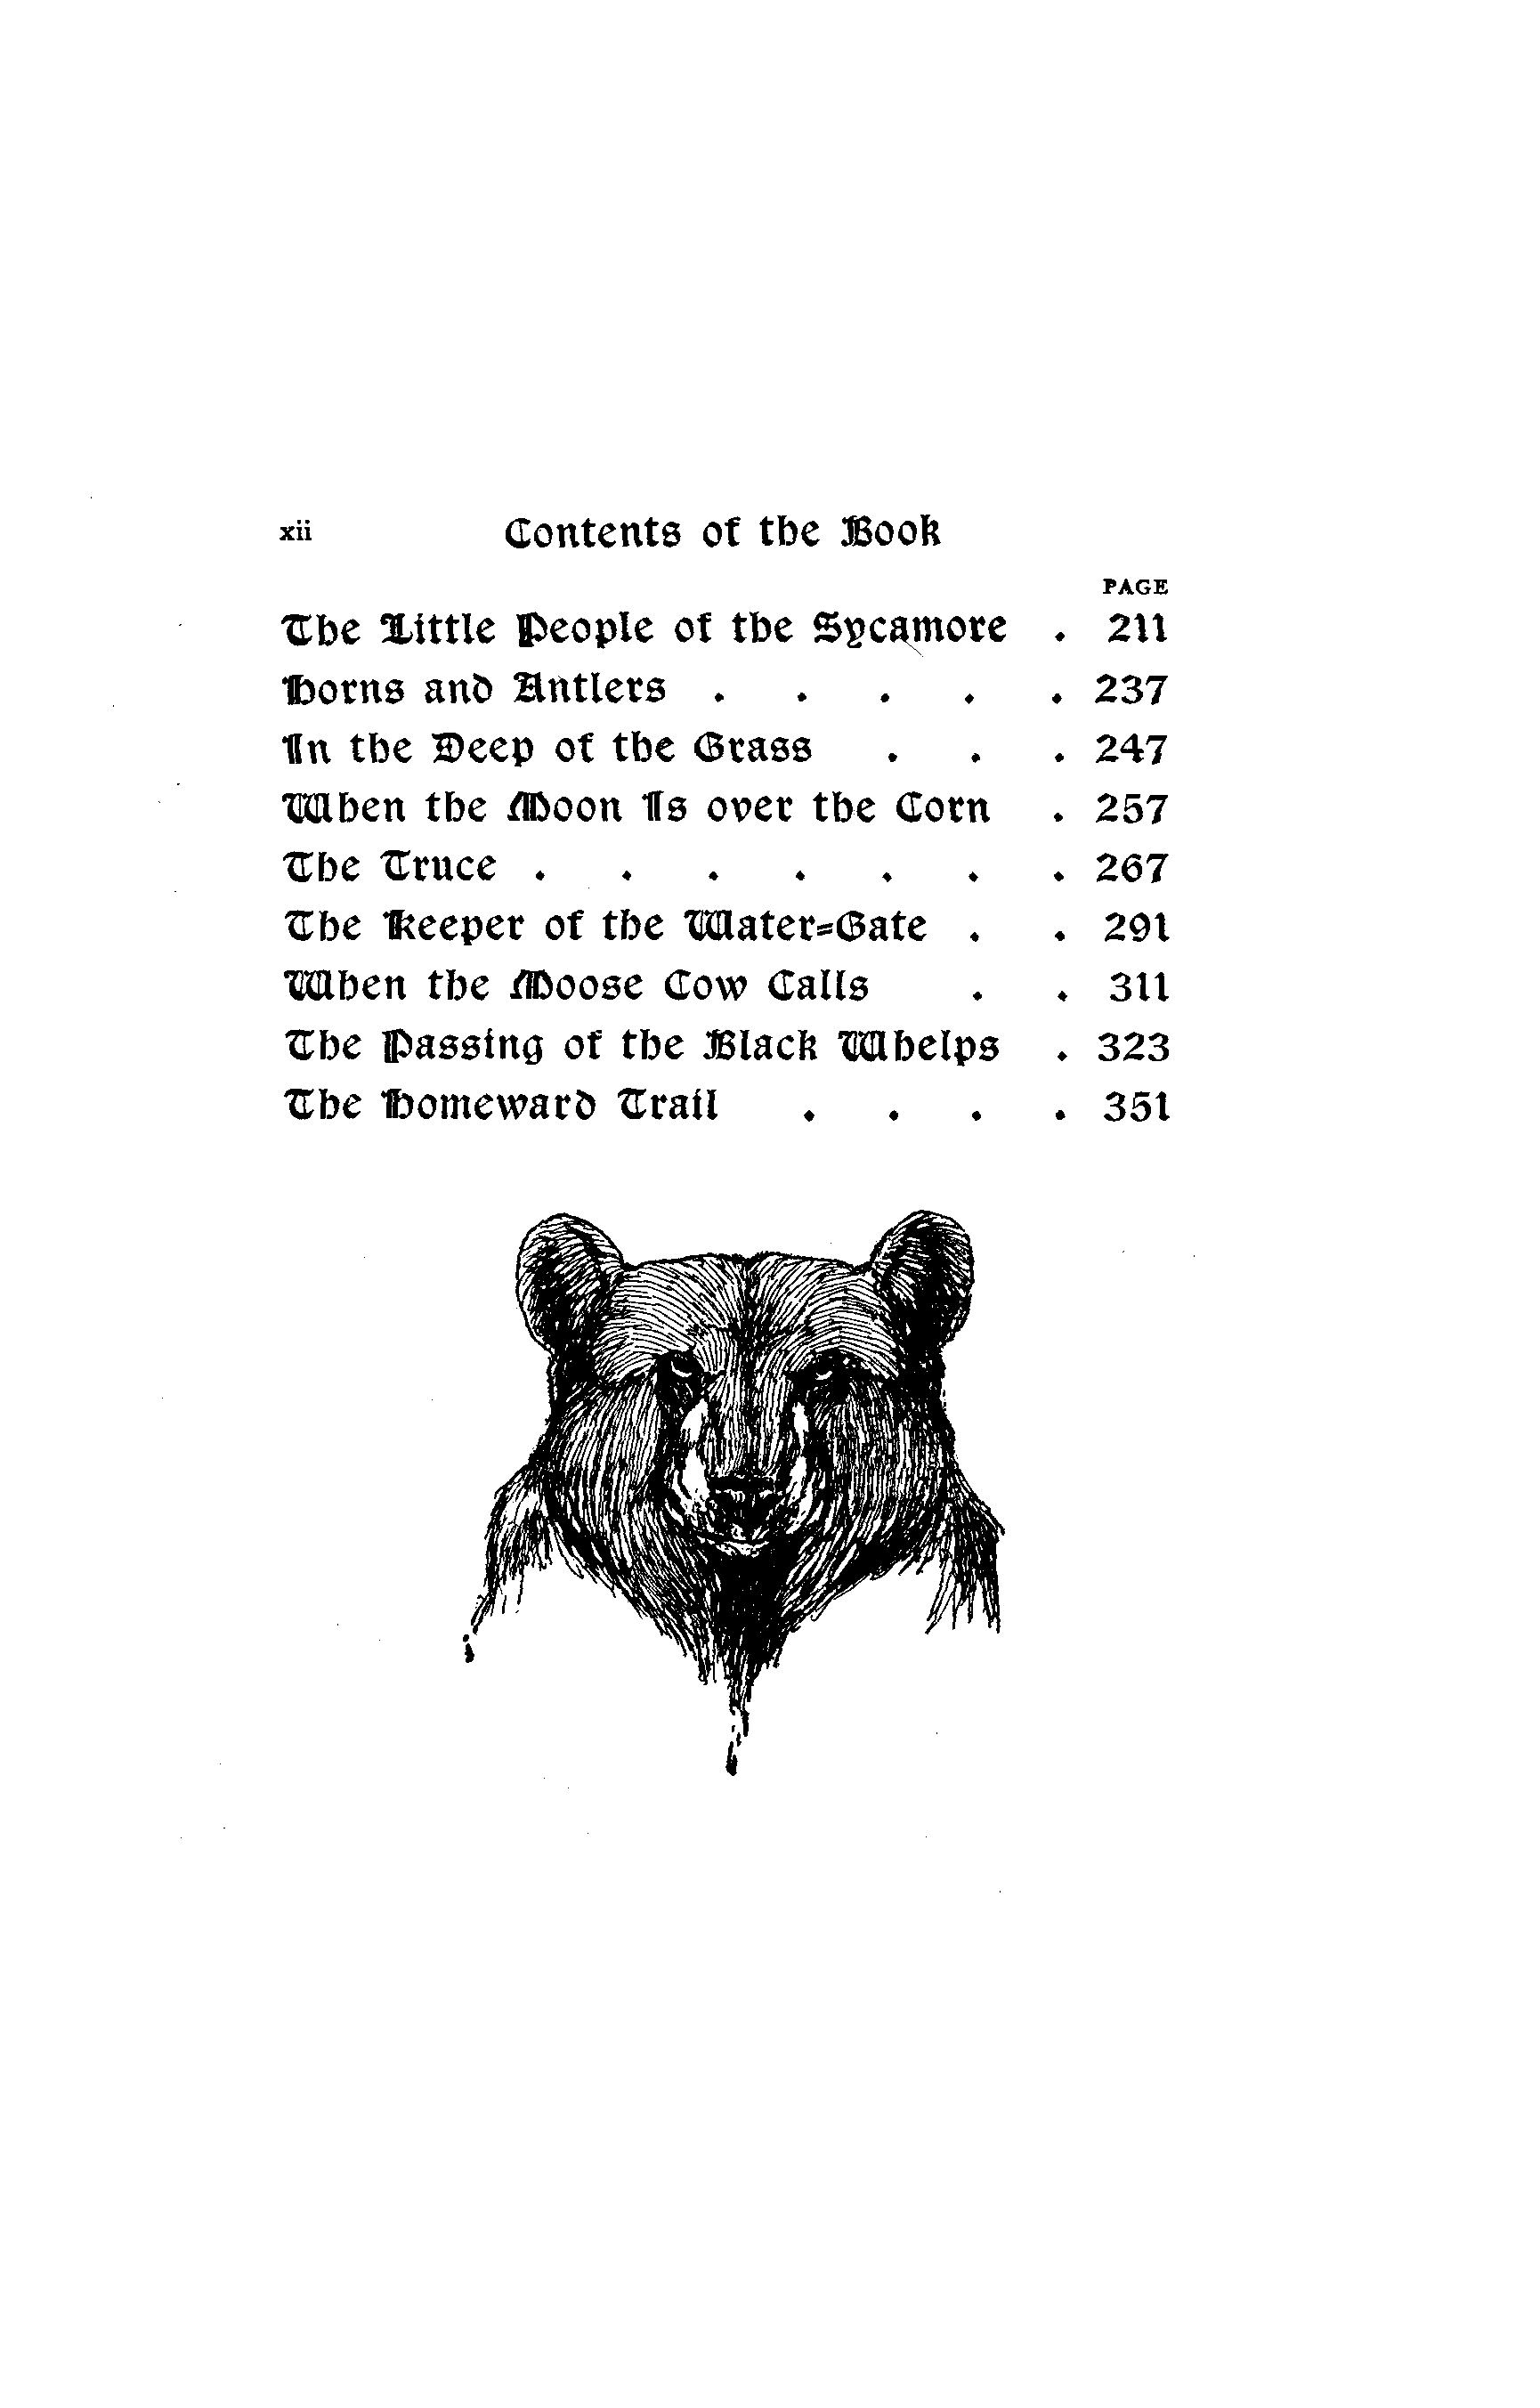 xii Contents of the Book
PAGE
The Little People of the Sycamore . 211
Horns and Antlers . . . . . 237
In the Deep of the Grass . . . 247
When the Moon Is over the Corn . 257
The Truce . . . . . . . 267
The Keeper of the Water=Gate . . 291
When the Moose Cow Calls . . 311
The Passing of the Black Whelps . 323
The Homeward Trail . . . . 351